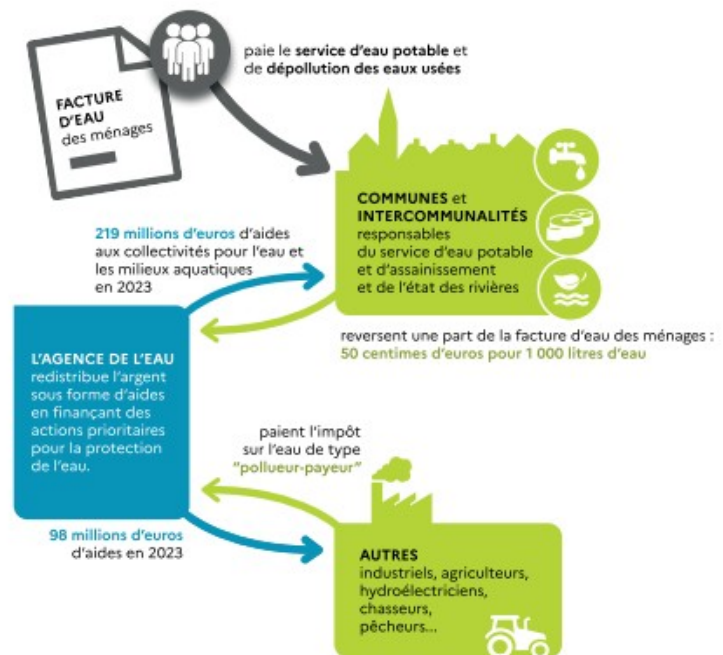 FACTURE
D'EAU
des ménages
paie le service d'eau potable et
de dépollution des eaux usées
COMMUNES et
INTERCOMMUNALITÉS
responsables
du service d'eau potable
et d'assainissement
et de l'état des rivières
219 millions d'euros d'aides
aux collectivités pour l'eau et
les milieux aquatiques
en 2023
reversent une part de la facture d'eau des ménages :
50 centimes d'euros pour 1 000 litres d'eau
L'AGENCE DE L'EAU
redistribue l'argent
sous forme d'aides
en finançant des
actions prioritaires
pour la protection
de l'eau.
paient l'impôt
sur l'eau de type
"pollueur-payeur"
98 millions d'euros
d'aides en 2023
AUTRES
industriels, agriculteurs,
hydroélectriciens,
chasseurs,
pêcheurs...